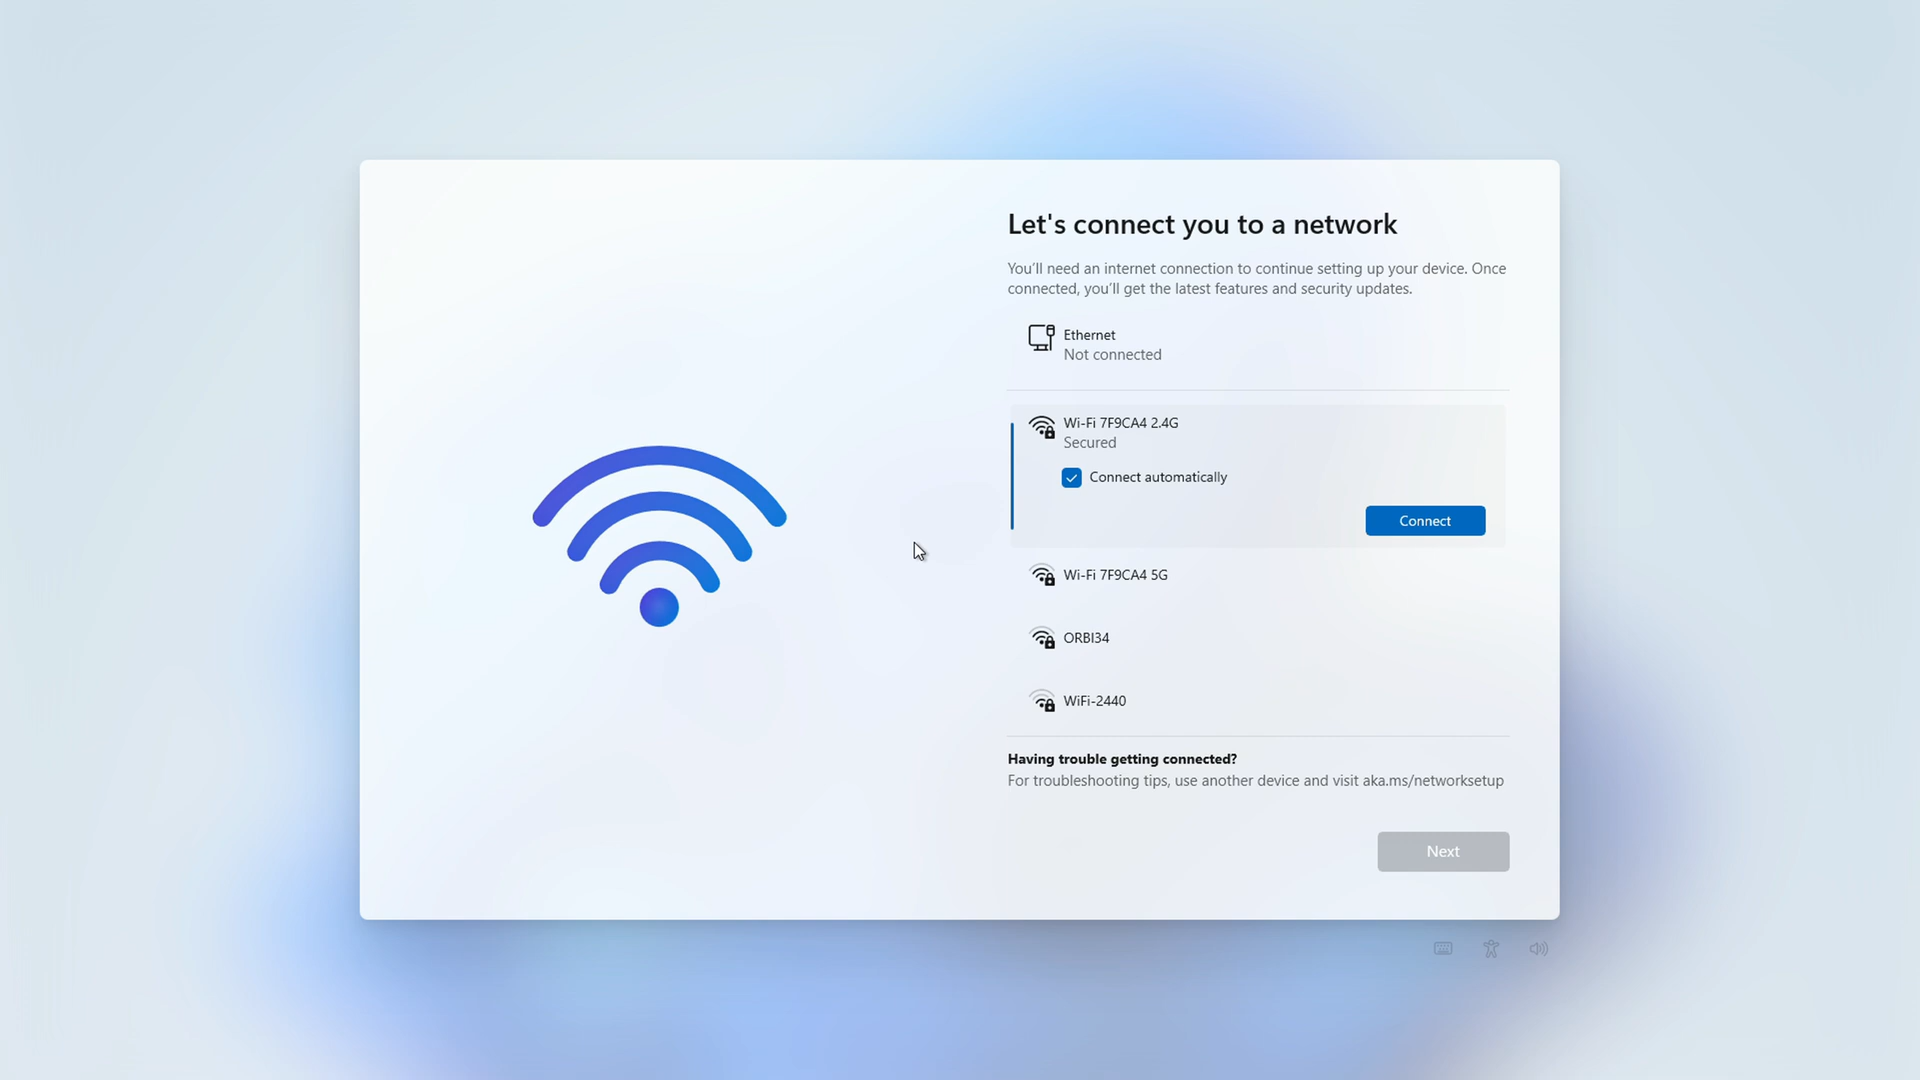 Let's connect you to a network
You'll need an internet connection to continue setting up your device. Once
connected, you'll get the latest features and security updates.
Ethernet
Not connected
Wi-Fi 7F9CA4 2.4G
Secured
Connect automatically
Connect
Wi-Fi 7F9CA4 5G
ORBI34
WiFi-2440
Having trouble getting connected?
For troubleshooting tips, use another device and visit aka.ms/networksetup
Next